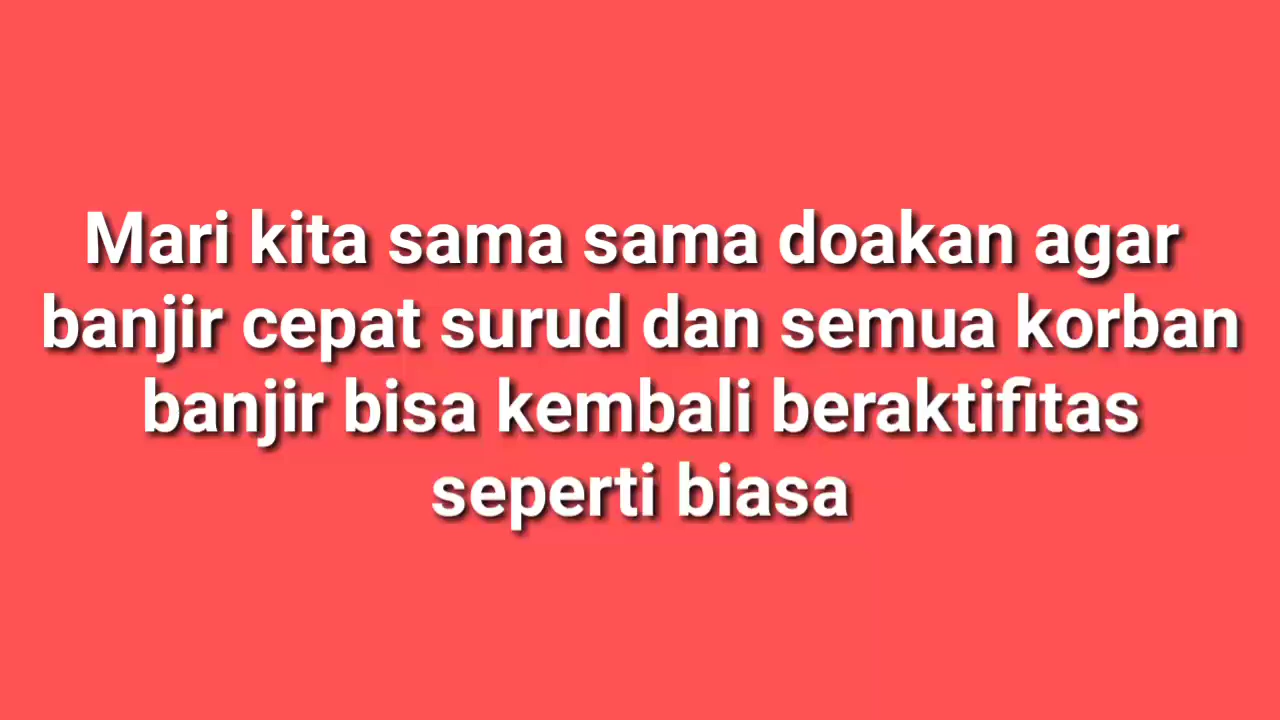 Mari kita sama sama doakan agar
banjir cepat surud dan semua korban
banjir bisa kembali beraktifitas
seperti biasa